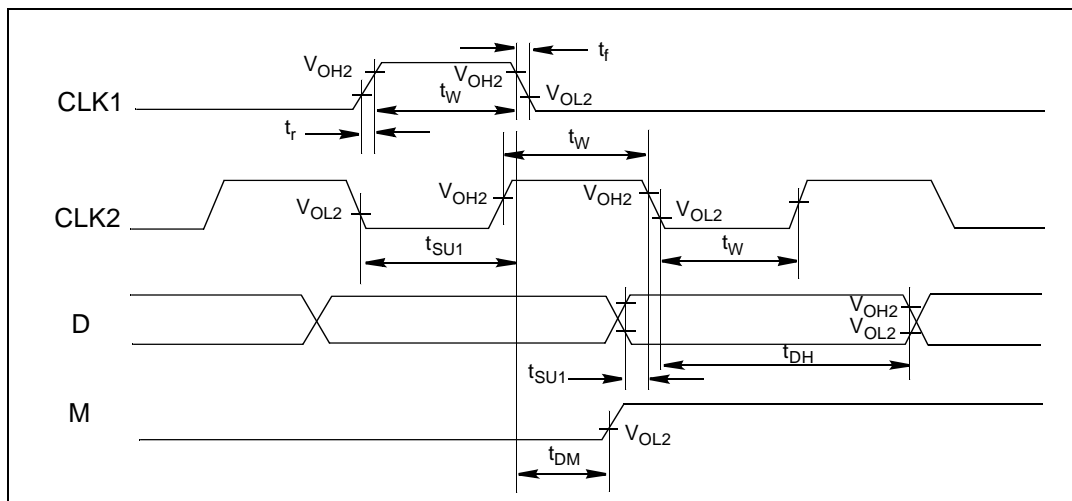 t_f
V_OH2
V_OH2
t_W
V_OL2
CLK1
t_r
t_W
V_OH2
V_OH2
V_OL2
V_OL2
CLK2
t_SU1
t_W
D
V_OH2
V_OL2
t_DH
t_SU1
M
V_OL2
t_DM